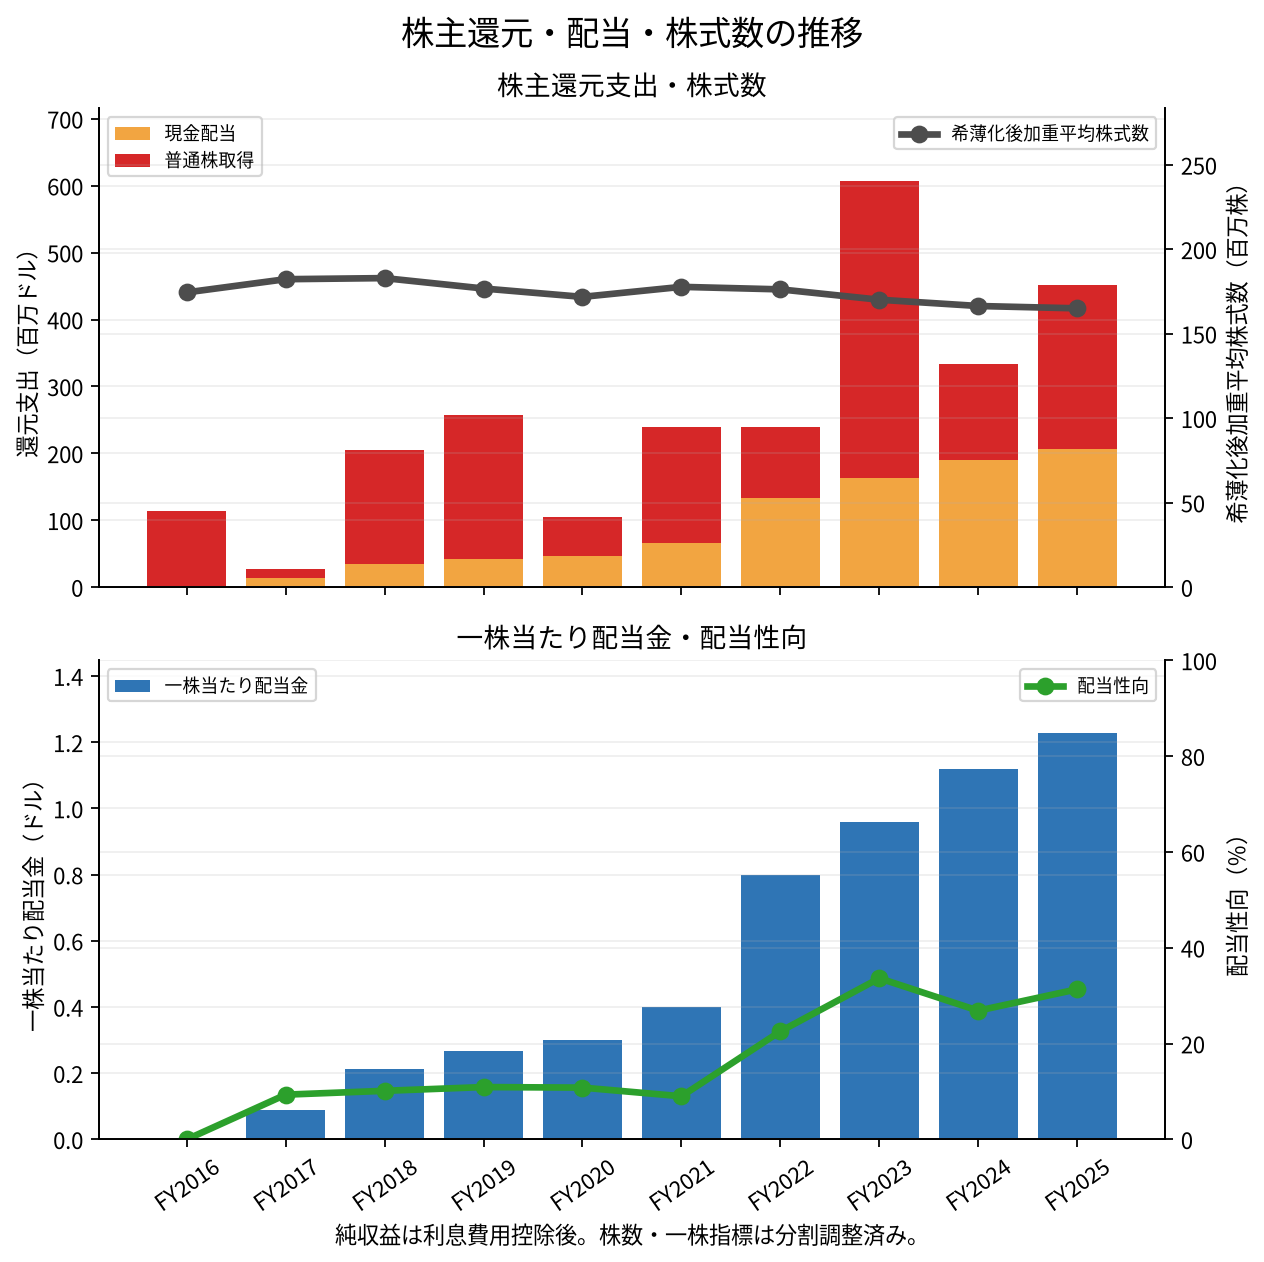 株主還元・配当・株式数の推移
株主還元支出・株式数
現金配当
普通株取得
希薄化後加重平均株式数
還元支出（百万ドル）
700
600
500
400
300
200
100
0
250
200
150
100
50
0
希薄化後加重平均株式数（百万株）
一株当たり配当金・配当性向
一株当たり配当金
配当性向
一株当たり配当金（ドル）
1.4
1.2
1.0
0.8
0.6
0.4
0.2
0.0
100
80
60
40
20
0
配当性向（%）
FY2016
FY2017
FY2018
FY2019
FY2020
FY2021
FY2022
FY2023
FY2024
FY2025
純収益は利息費用控除後。株数・一株指標は分割調整済み。